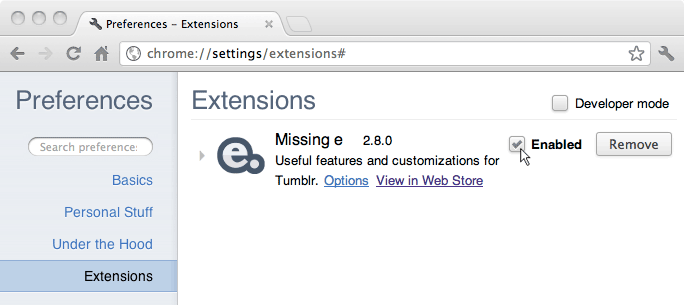 Preferences – Extensions
chrome://settings/extensions#
Preferences
Search preferences
Basics
Personal Stuff
Under the Hood
Extensions
Extensions
Developer mode
e.
Missing e 2.8.0
Useful features and customizations for
Tumblr. Options View in Web Store
Enabled
Remove